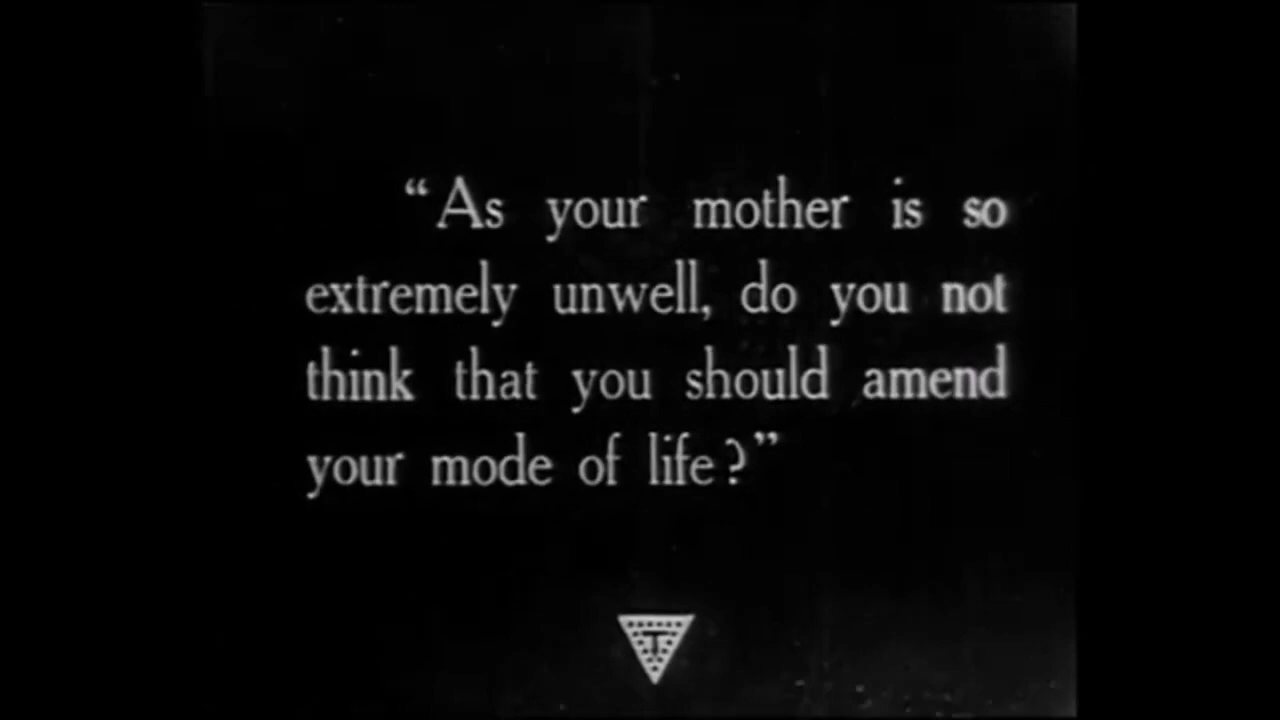 “As your mother is so
extremely unwell, do you not
think that you should amend
your mode of life?”
T